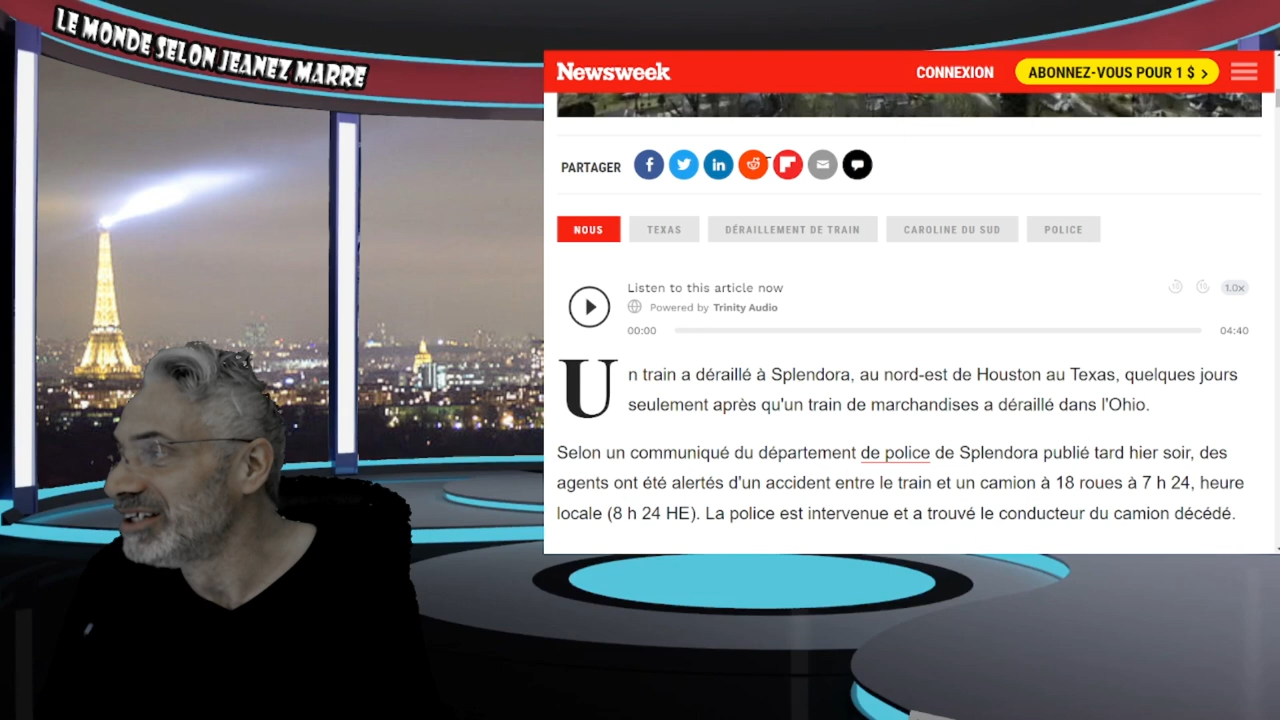 LE MONDE SELON JEANEZ MARRE
Newsweek
CONNEXION
ABONNEZ-VOUS POUR 1 $ >
PARTAGER
NOUS
TEXAS
DÉRAILLEMENT DE TRAIN
CAROLINE DU SUD
POLICE
Listen to this article now
1.0x
Powered by Trinity Audio
00:00
04:40
Un train a déraillé à Splendora, au nord-est de Houston au Texas, quelques jours
seulement après qu'un train de marchandises a déraillé dans l'Ohio.
Selon un communiqué du département de police de Splendora publié tard hier soir, des
agents ont été alertés d'un accident entre le train et un camion à 18 roues à 7 h 24, heure
locale (8 h 24 HE). La police est intervenue et a trouvé le conducteur du camion décédé.